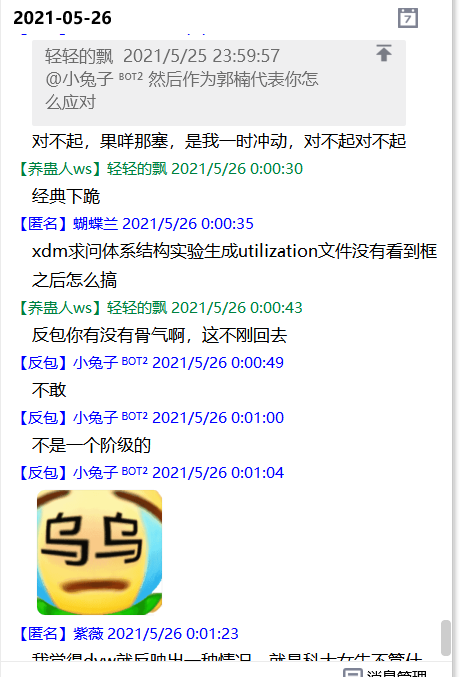 2021-05-26
7
轻轻的飘 2021/5/25 23:59:57
@小兔子 ᴮᴼᵀ² 然后作为郭楠代表你怎
么应对
对不起，果咩那塞，是我一时冲动，对不起对不起
【养蛊人ws】轻轻的飘 2021/5/26 0:00:30
经典下跪
【匿名】蝴蝶兰 2021/5/26 0:00:35
xdm求问体系结构实验生成utilization文件没有看到框
之后怎么搞
【养蛊人ws】轻轻的飘 2021/5/26 0:00:43
反包你有没有骨气啊，这不刚回去
【反包】小兔子 ᴮᴼᵀ² 2021/5/26 0:00:49
不敢
【反包】小兔子 ᴮᴼᵀ² 2021/5/26 0:01:00
不是一个阶级的
【反包】小兔子 ᴮᴼᵀ² 2021/5/26 0:01:04
乌乌
【匿名】紫薇 2021/5/26 0:01:23
我觉得dyw就反映出一种情况，就是科大女生不管什
消息管理